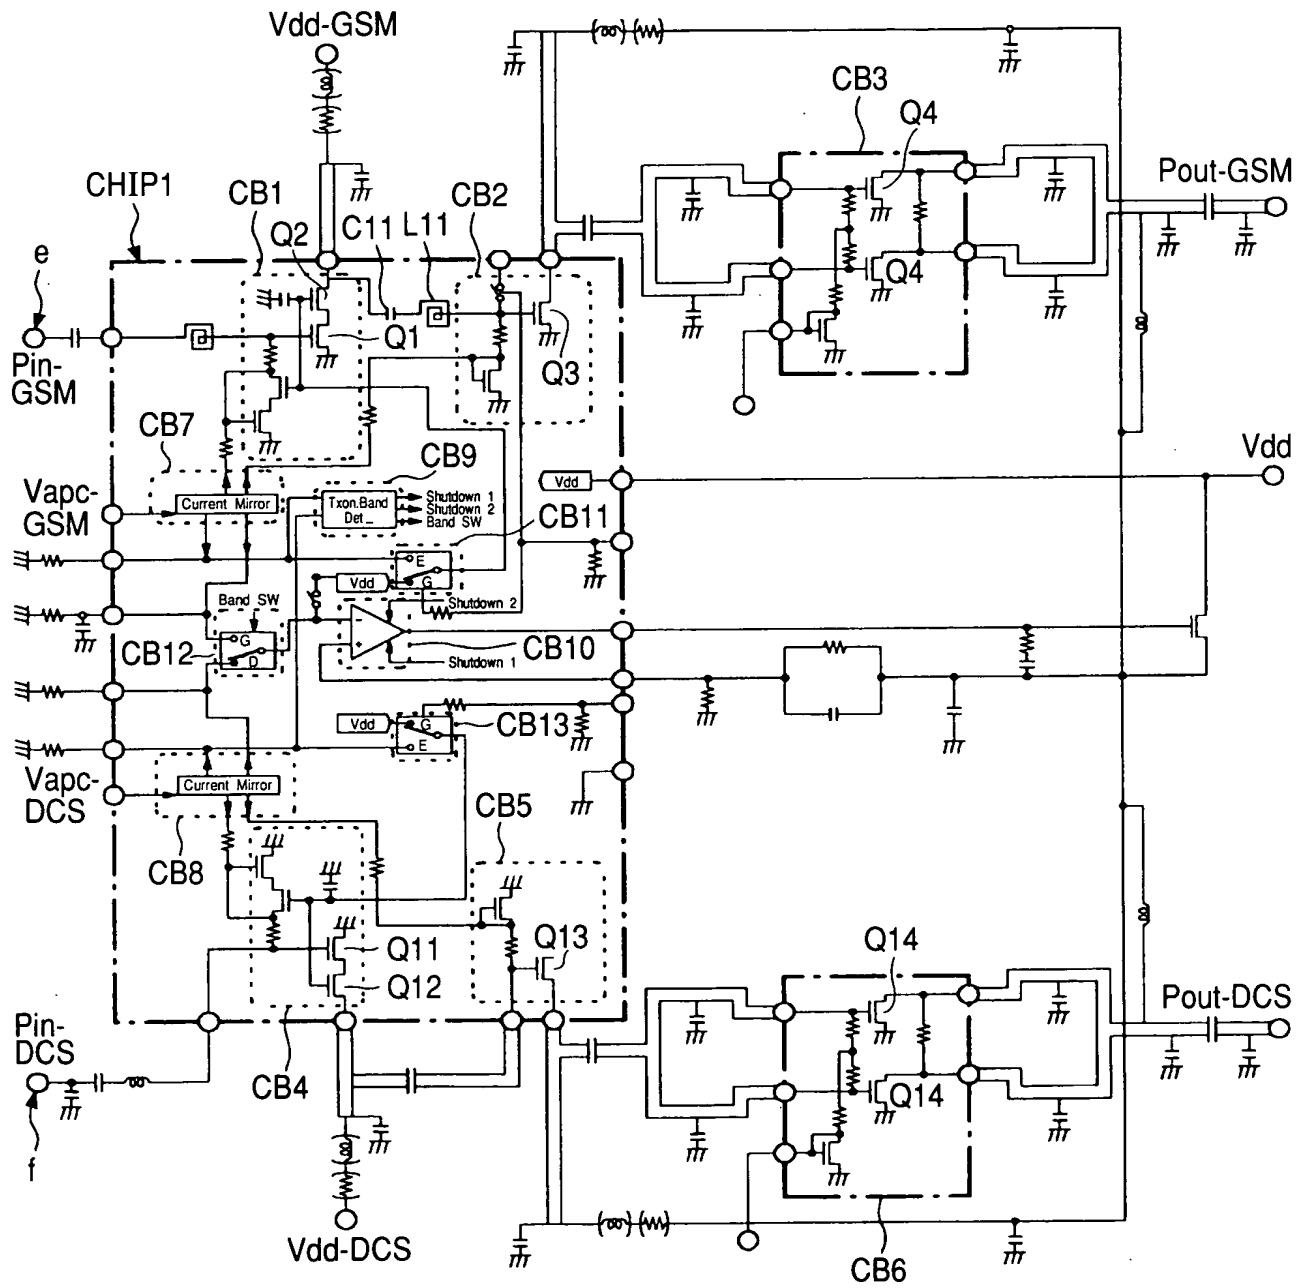 Vdd-GSM
CB3
Q4
Pout-GSM
CHIP1
CB1
Q2
C11
L11
CB2
e
Pin-
GSM
Q1
Q3
Q4
CB7
CB9
Vdd
Vapc-
GSM
Current Mirror
Txon.Band
Det_
Shutdown 1
Shutdown 2
Band SW
Vdd
CB11
E
G
Vdd
Band SW
Shutdown 2
G
D
CB12
−
+
CB10
Shutdown 1
Vdd
G
E
CB13
Vapc-
DCS
Current Mirror
CB5
CB8
Q11
Q12
Q13
Q14
Pin-
DCS
Pout-DCS
CB4
Q14
f
Vdd-DCS
CB6